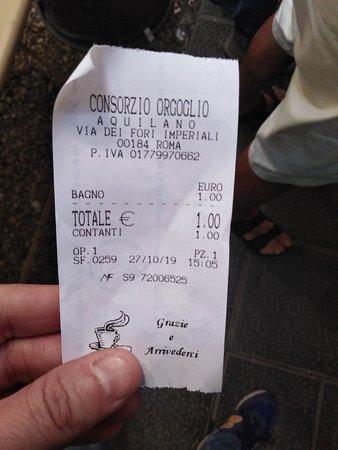 CONSORZIO ORGOGLIO
AQUILANO
VIA DEI FORI IMPERIALI
00184 ROMA
P.IVA 01779970662
EURO
BAGNO 1.00
TOTALE € 1.00
CONTANTI 1.00
OP.1 PZ.1
SF.0259 27/10/19 15:05
MF S9 72006525
Grazie
e
Arrivederci